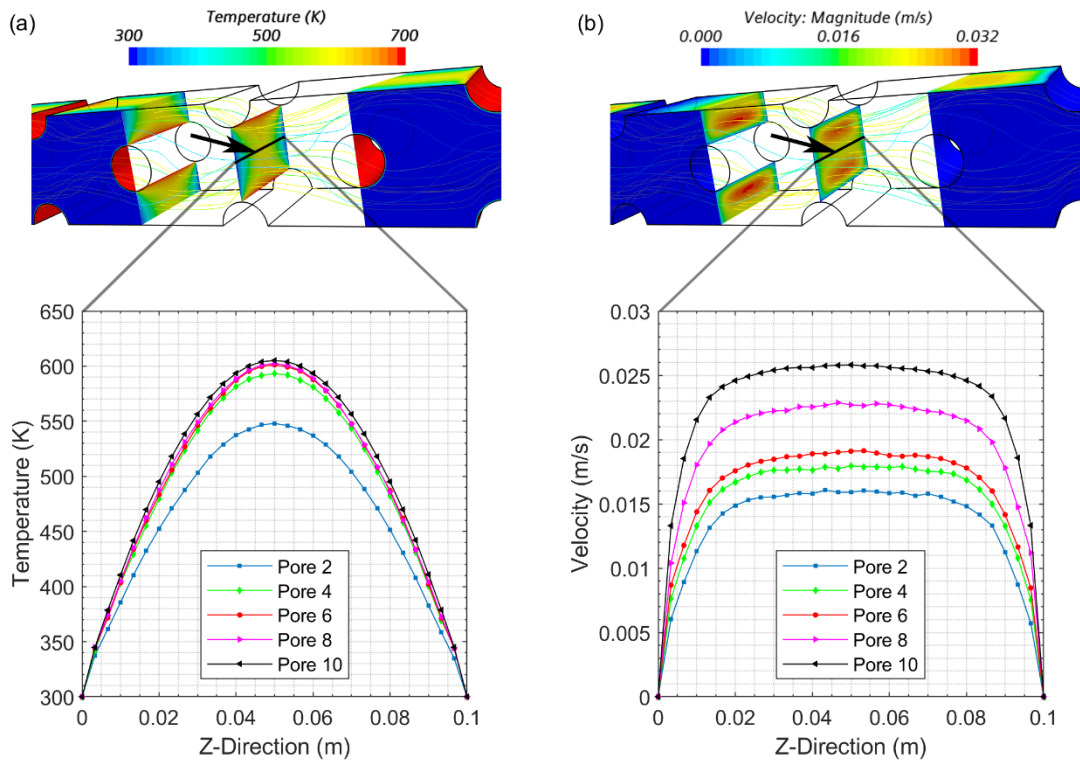 (a)
Temperature (K)
300 500 700
650
600
550
500
450
400
350
300
Temperature (K)
Pore 2
Pore 4
Pore 6
Pore 8
Pore 10
0 0.02 0.04 0.06 0.08 0.1
Z-Direction (m)
(b)
Velocity: Magnitude (m/s)
0.000 0.016 0.032
0.03
0.025
0.02
0.015
0.01
0.005
0
Velocity (m/s)
Pore 2
Pore 4
Pore 6
Pore 8
Pore 10
0 0.02 0.04 0.06 0.08 0.1
Z-Direction (m)